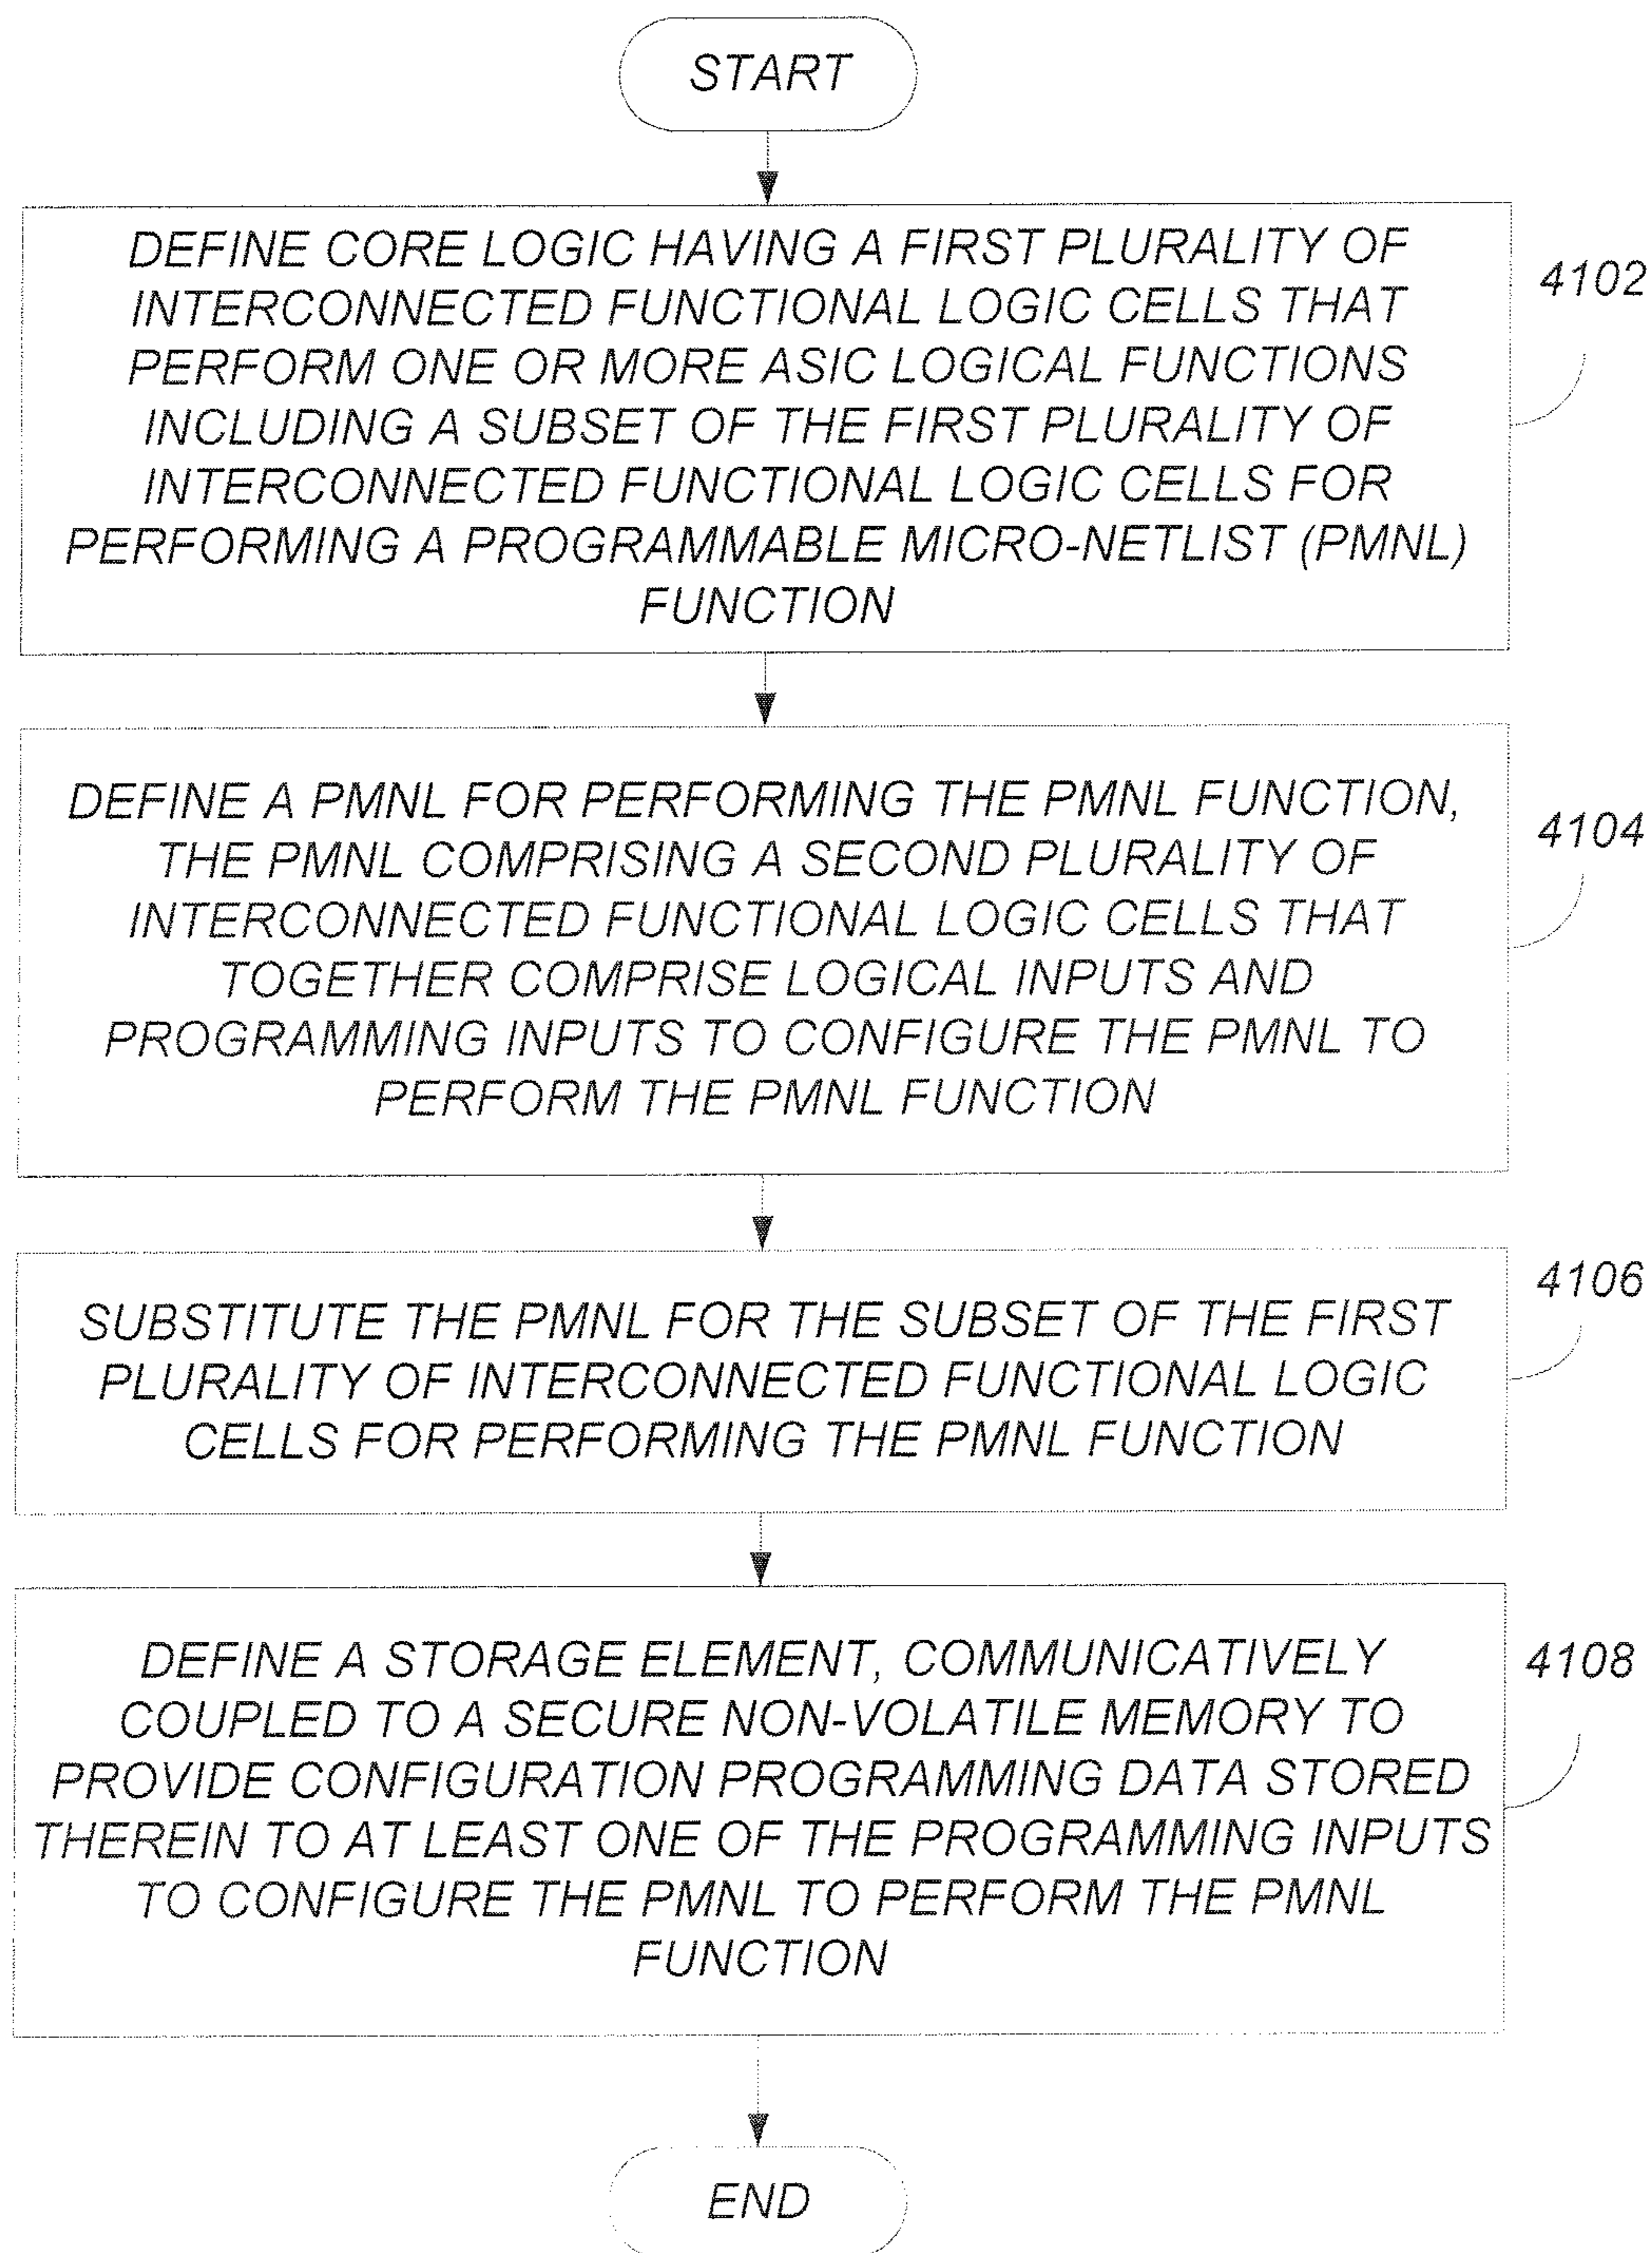 START
DEFINE CORE LOGIC HAVING A FIRST PLURALITY OF
INTERCONNECTED FUNCTIONAL LOGIC CELLS THAT
PERFORM ONE OR MORE ASIC LOGICAL FUNCTIONS
INCLUDING A SUBSET OF THE FIRST PLURALITY OF
INTERCONNECTED FUNCTIONAL LOGIC CELLS FOR
PERFORMING A PROGRAMMABLE MICRO-NETLIST (PMNL)
FUNCTION
4102
DEFINE A PMNL FOR PERFORMING THE PMNL FUNCTION,
THE PMNL COMPRISING A SECOND PLURALITY OF
INTERCONNECTED FUNCTIONAL LOGIC CELLS THAT
TOGETHER COMPRISE LOGICAL INPUTS AND
PROGRAMMING INPUTS TO CONFIGURE THE PMNL TO
PERFORM THE PMNL FUNCTION
4104
SUBSTITUTE THE PMNL FOR THE SUBSET OF THE FIRST
PLURALITY OF INTERCONNECTED FUNCTIONAL LOGIC
CELLS FOR PERFORMING THE PMNL FUNCTION
4106
DEFINE A STORAGE ELEMENT, COMMUNICATIVELY
COUPLED TO A SECURE NON-VOLATILE MEMORY TO
PROVIDE CONFIGURATION PROGRAMMING DATA STORED
THEREIN TO AT LEAST ONE OF THE PROGRAMMING INPUTS
TO CONFIGURE THE PMNL TO PERFORM THE PMNL
FUNCTION
4108
END